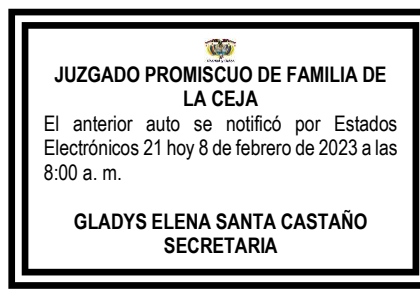 JUZGADO PROMISCUO DE FAMILIA DE
LA CEJA
El anterior auto se notificó por Estados
Electrónicos 21 hoy 8 de febrero de 2023 a las
8:00 a. m.
GLADYS ELENA SANTA CASTAÑO
SECRETARIA